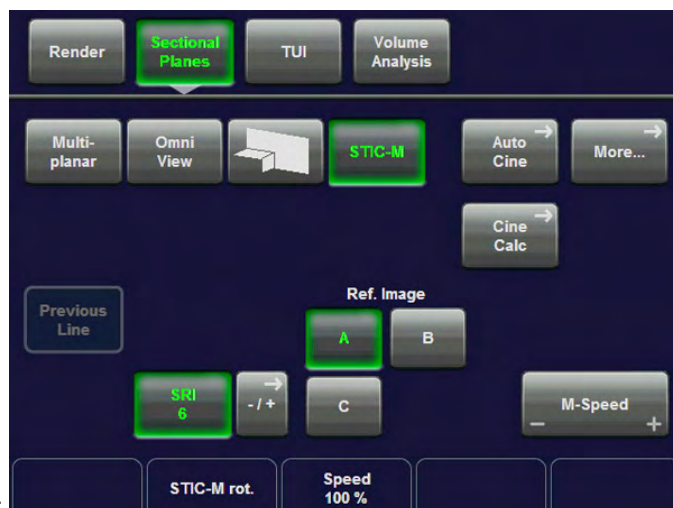 Render
Sectional
Planes
TUI
Volume
Analysis
Multi-
planar
Omni
View
STIC-M
Auto
Cine
More...
Cine
Calc
Previous
Line
Ref. Image
A
B
SRI
6
- / +
C
M-Speed
– +
STIC-M rot.
Speed
100 %